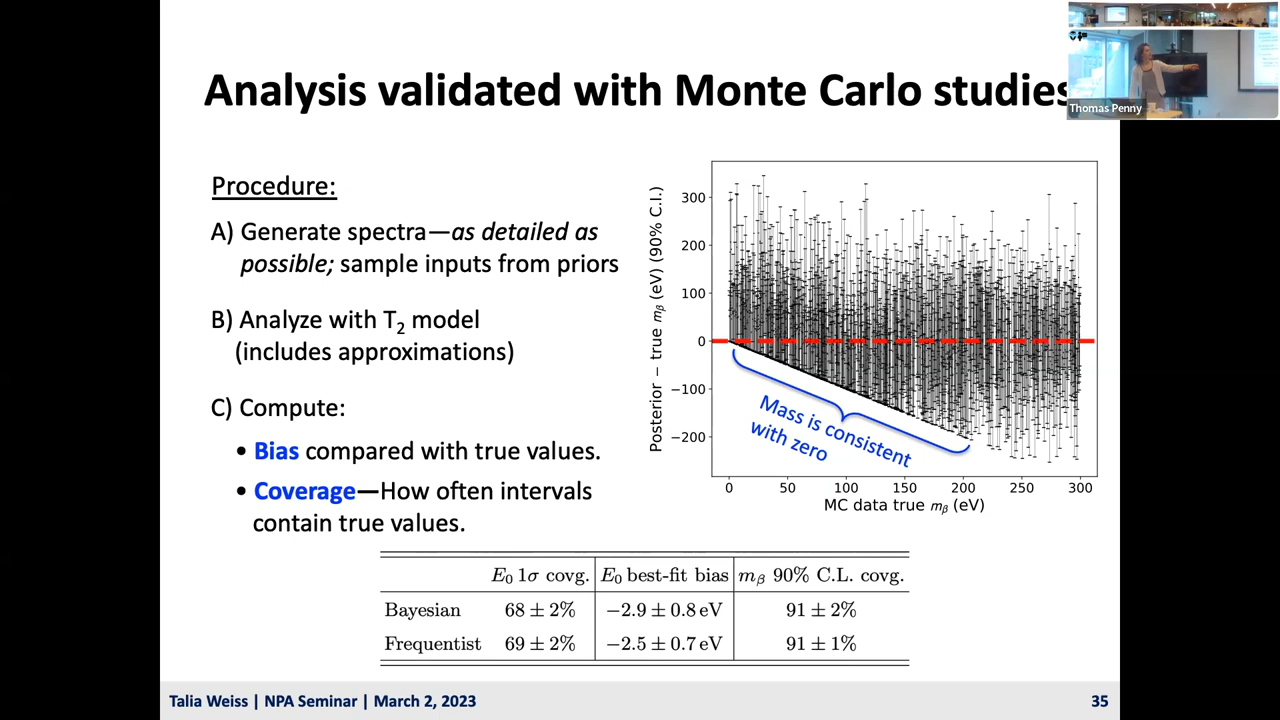 Analysis validated with Monte Carlo studies
Thomas Penny
Procedure:
A) Generate spectra—as detailed as
possible; sample inputs from priors
B) Analyze with T₂ model
(includes approximations)
C) Compute:
• Bias compared with true values.
• Coverage—How often intervals
contain true values.
Posterior − true mᵦ (eV) (90% C.I.)
300
200
100
0
−100
−200
Mass is consistent
with zero
0 50 100 150 200 250 300
MC data true mᵦ (eV)
E₀ 1σ covg. E₀ best-fit bias mᵦ 90% C.L. covg.
Bayesian 68 ± 2% −2.9 ± 0.8 eV 91 ± 2%
Frequentist 69 ± 2% −2.5 ± 0.7 eV 91 ± 1%
Talia Weiss | NPA Seminar | March 2, 2023 35